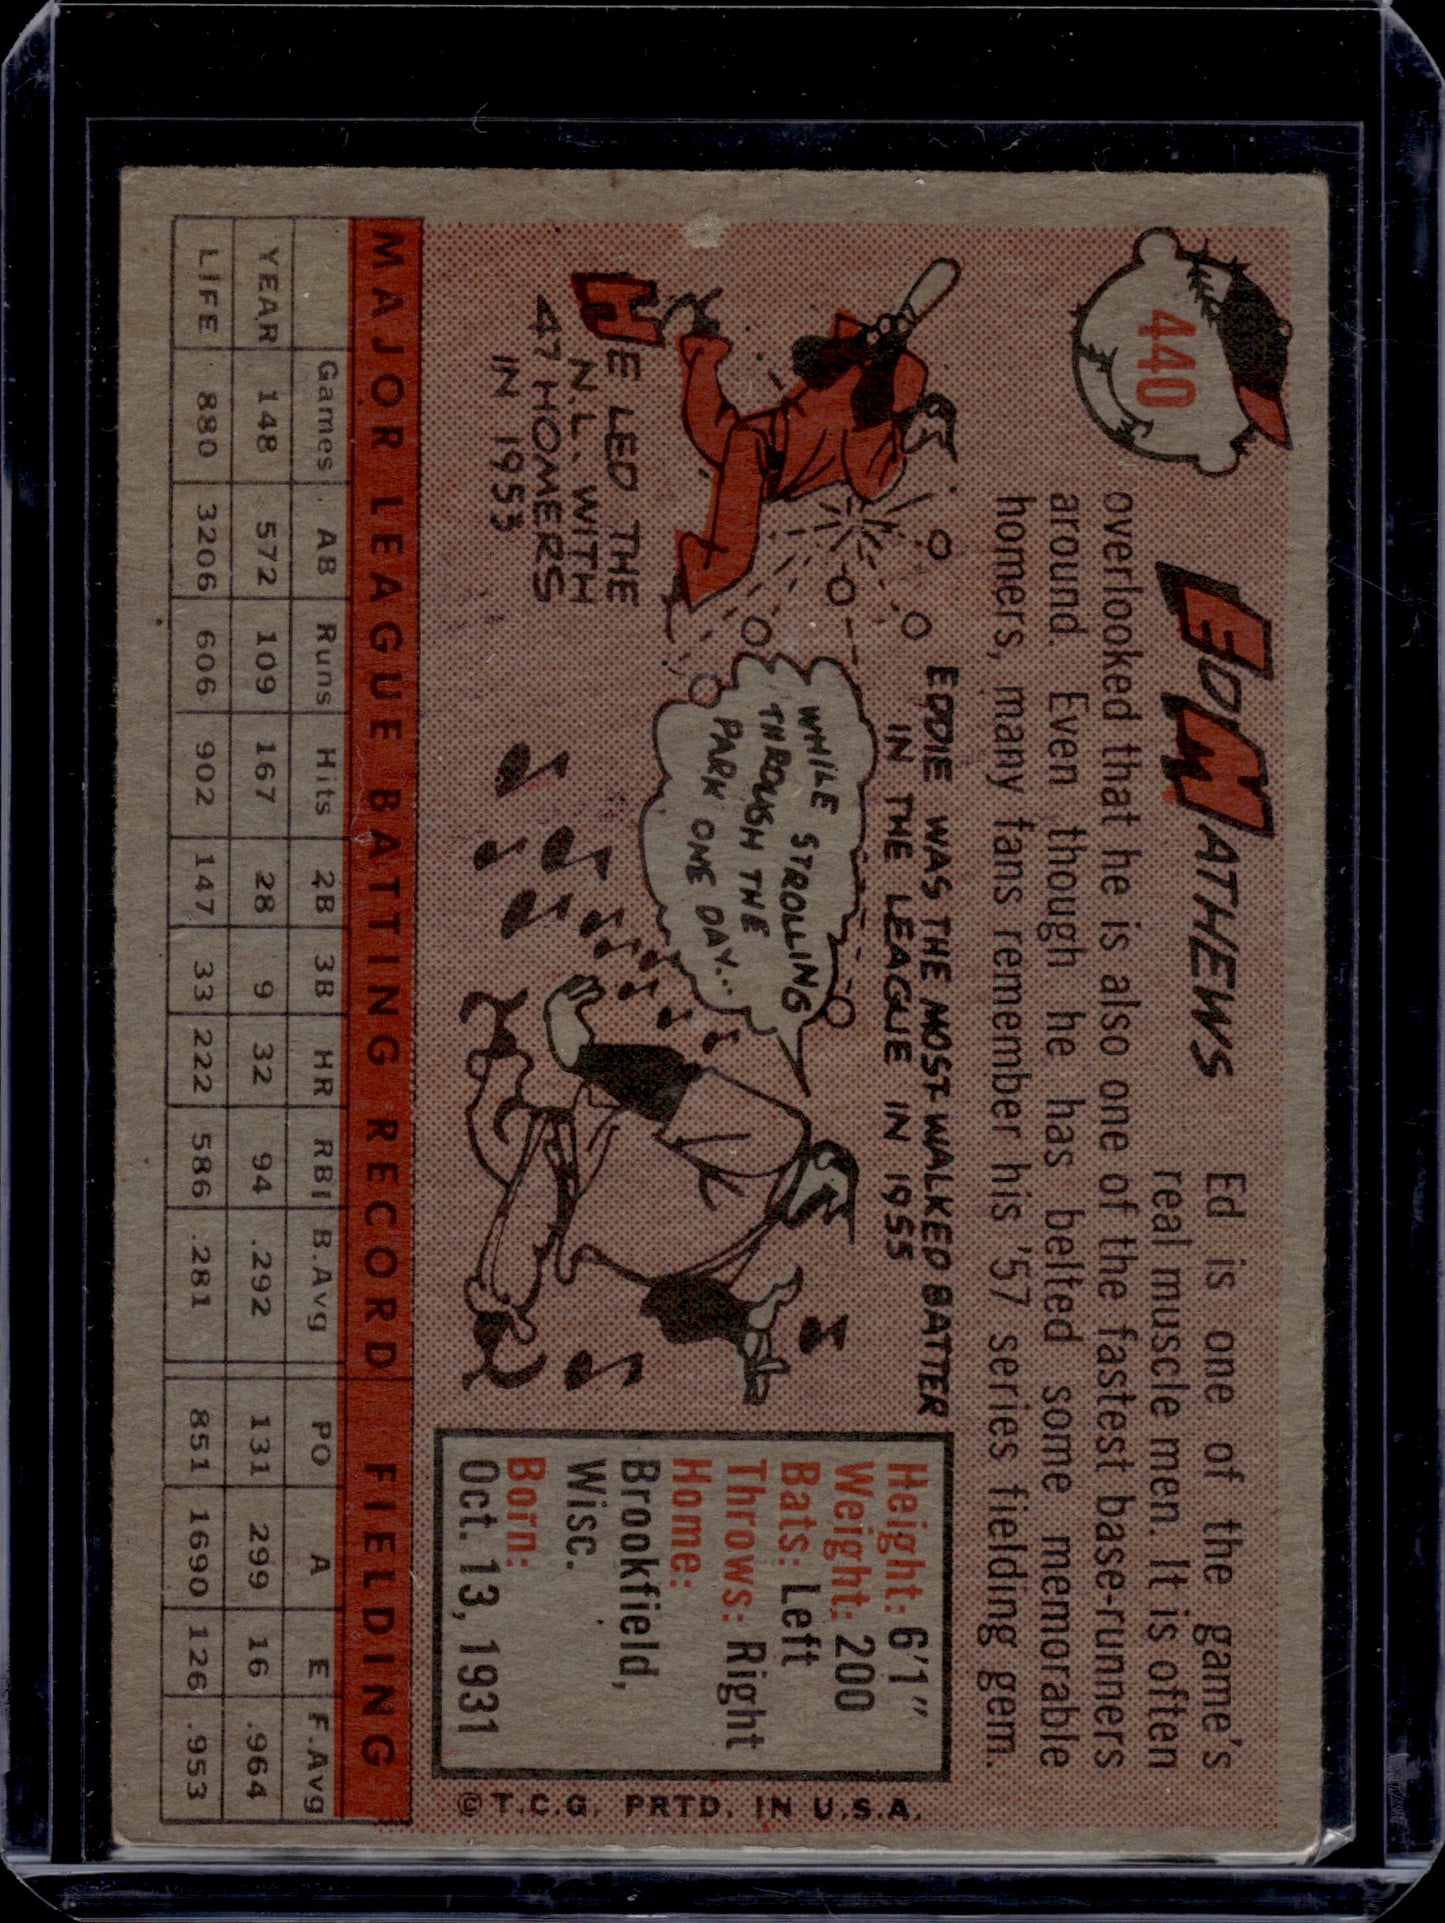 440
ED MATHEWS
Ed is one of the game's
real muscle men. It is often
overlooked that he is also one of the fastest base-runners
around. Even though he has belted some memorable
homers, many fans remember his '57 series fielding gem.
HE LED THE
N.L. WITH
47 HOMERS
IN 1953
EDDIE WAS THE MOST WALKED BATTER
IN THE LEAGUE IN 1955
WHILE STROLLING
THROUGH THE
PARK ONE DAY...
Height: 6'1"
Weight: 200
Bats: Left
Throws: Right
Home:
Brookfield,
Wisc.
Born:
Oct. 13, 1931
© T.C.G. PRTD. IN U.S.A.
MAJOR LEAGUE BATTING RECORD FIELDING
Games AB Runs Hits 2B 3B HR RBI B.Avg PO A E F.Avg
YEAR 148 572 109 167 28 9 32 94 .292 131 299 16 .964
LIFE 880 3206 606 902 147 33 222 586 .281 851 1690 126 .953